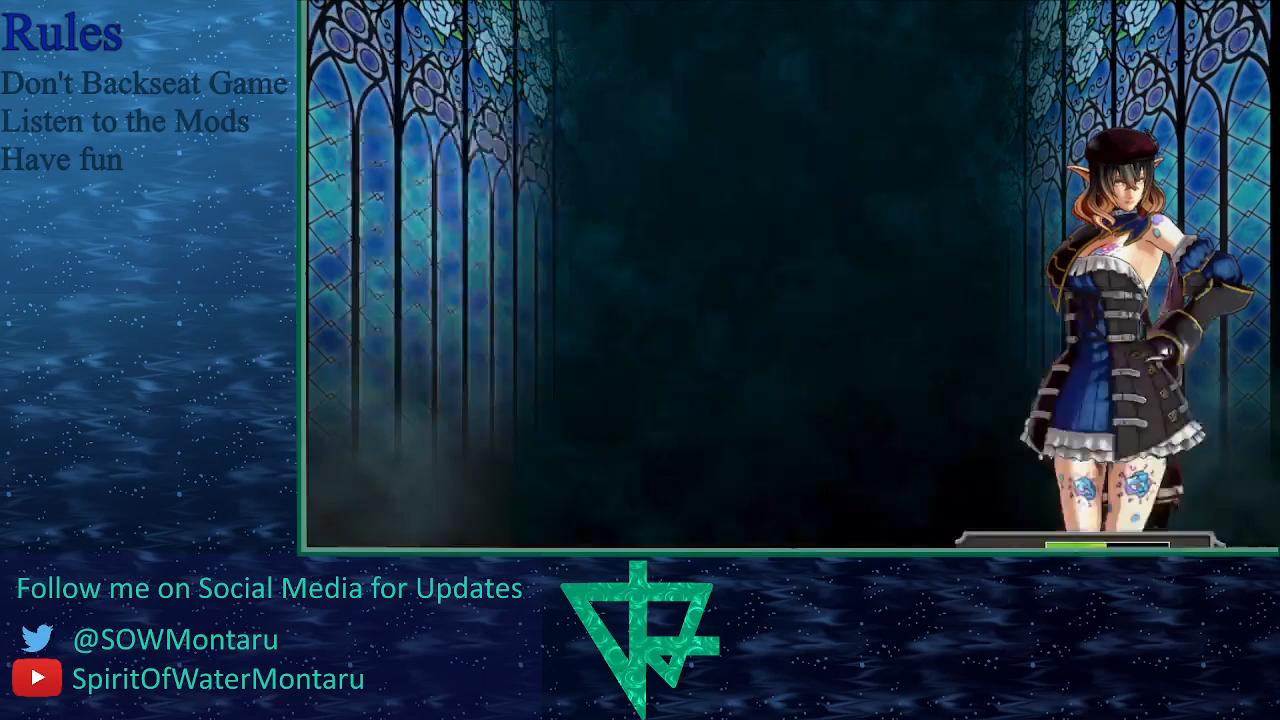 Rules
Don't Backseat Game
Listen to the Mods
Have fun
Follow me on Social Media for Updates
@SOWMontaru
SpiritOfWaterMontaru